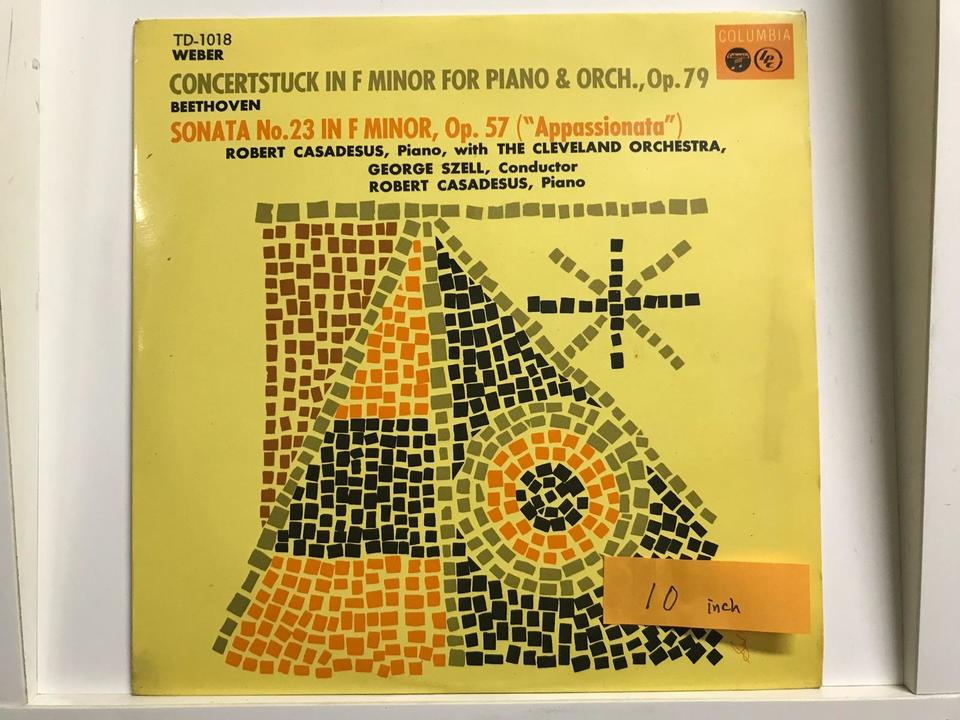 TD-1018
WEBER
COLUMBIA
CONCERTSTUCK IN F MINOR FOR PIANO & ORCH., Op. 79
BEETHOVEN
SONATA No. 23 IN F MINOR, Op. 57 ("Appassionata")
ROBERT CASADESUS, Piano, with THE CLEVELAND ORCHESTRA,
GEORGE SZELL, Conductor
ROBERT CASADESUS, Piano
10 inch